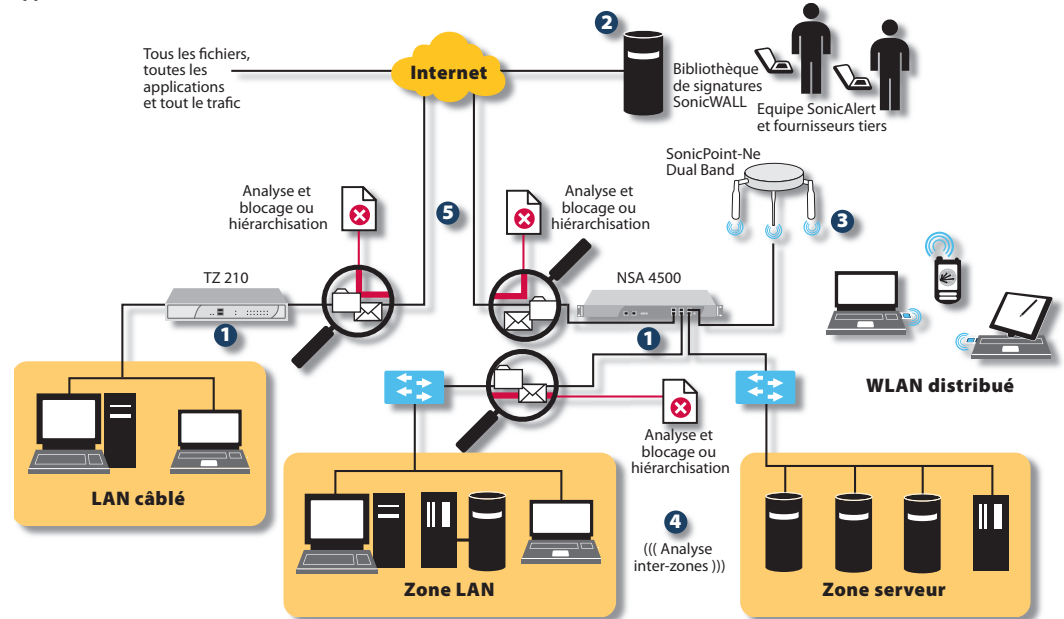 Tous les fichiers,
toutes les
applications
et tout le trafic
Internet
2
Bibliothèque
de signatures
SonicWALL
Equipe SonicAlert
et fournisseurs tiers
SonicPoint-Ne
Dual Band
3
Analyse et
blocage ou
hiérarchisation
5
Analyse et
blocage ou
hiérarchisation
TZ 210
1
NSA 4500
1
WLAN distribué
Analyse et
blocage ou
hiérarchisation
LAN câblé
4
((( Analyse
inter-zones )))
Zone LAN
Zone serveur